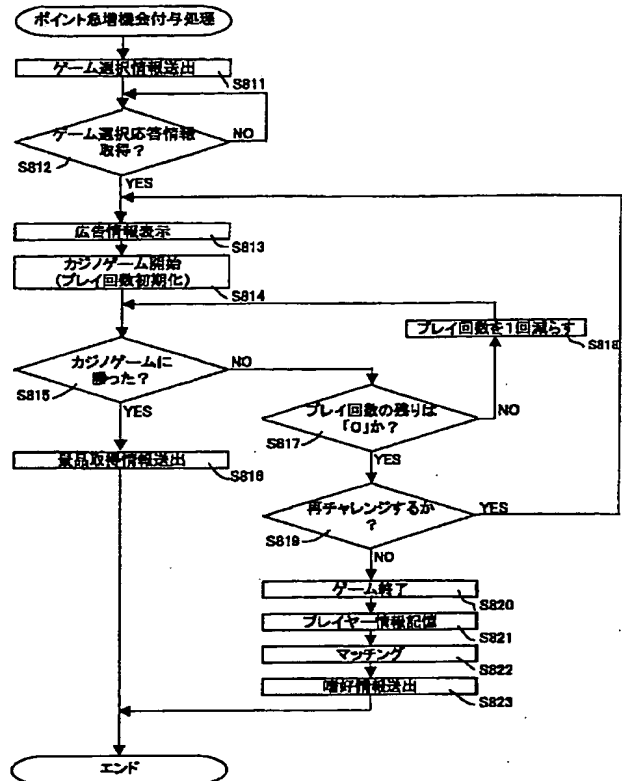 ポイント急増機会付与処理
ゲーム選択情報送出
S811
ゲーム選択応答情報
取得？
NO
S812
YES
広告情報表示
S813
カジノゲーム開始
(プレイ回数初期化)
S814
プレイ回数を1回減らす
S818
カジノゲームに
勝った？
NO
S815
YES
プレイ回数の残りは
「0」か？
NO
S817
YES
景品取得情報送出
S816
再チャレンジするか
？
YES
S819
NO
ゲーム終了
S820
プレイヤー情報記憶
S821
マッチング
S822
嗜好情報送出
S823
エンド